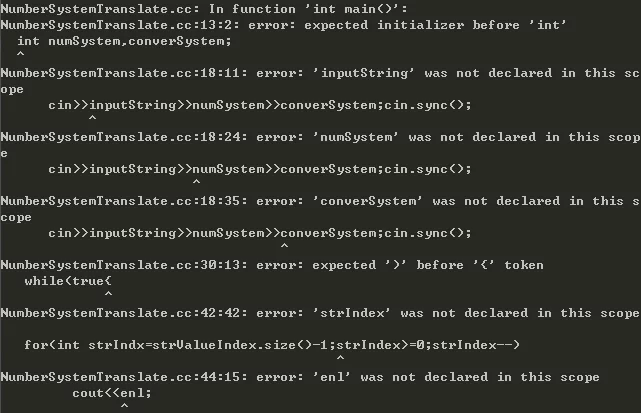 NumberSystemTranslate.cc: In function 'int main()':
NumberSystemTranslate.cc:13:2: error: expected initializer before 'int'
  int numSystem,converSystem;
  ^
NumberSystemTranslate.cc:18:11: error: 'inputString' was not declared in this sc
ope
      cin>>inputString>>numSystem>>converSystem;cin.sync();
           ^
NumberSystemTranslate.cc:18:24: error: 'numSystem' was not declared in this scop
e
      cin>>inputString>>numSystem>>converSystem;cin.sync();
                        ^
NumberSystemTranslate.cc:18:35: error: 'converSystem' was not declared in this s
cope
      cin>>inputString>>numSystem>>converSystem;cin.sync();
                                   ^
NumberSystemTranslate.cc:30:13: error: expected ')' before '{' token
   while(true{
             ^
NumberSystemTranslate.cc:42:42: error: 'strIndex' was not declared in this scope
   for(int strIndx=strValueIndex.size()-1;strIndex>=0;strIndex--)
                                          ^
NumberSystemTranslate.cc:44:15: error: 'enl' was not declared in this scope
         cout<<enl;
               ^